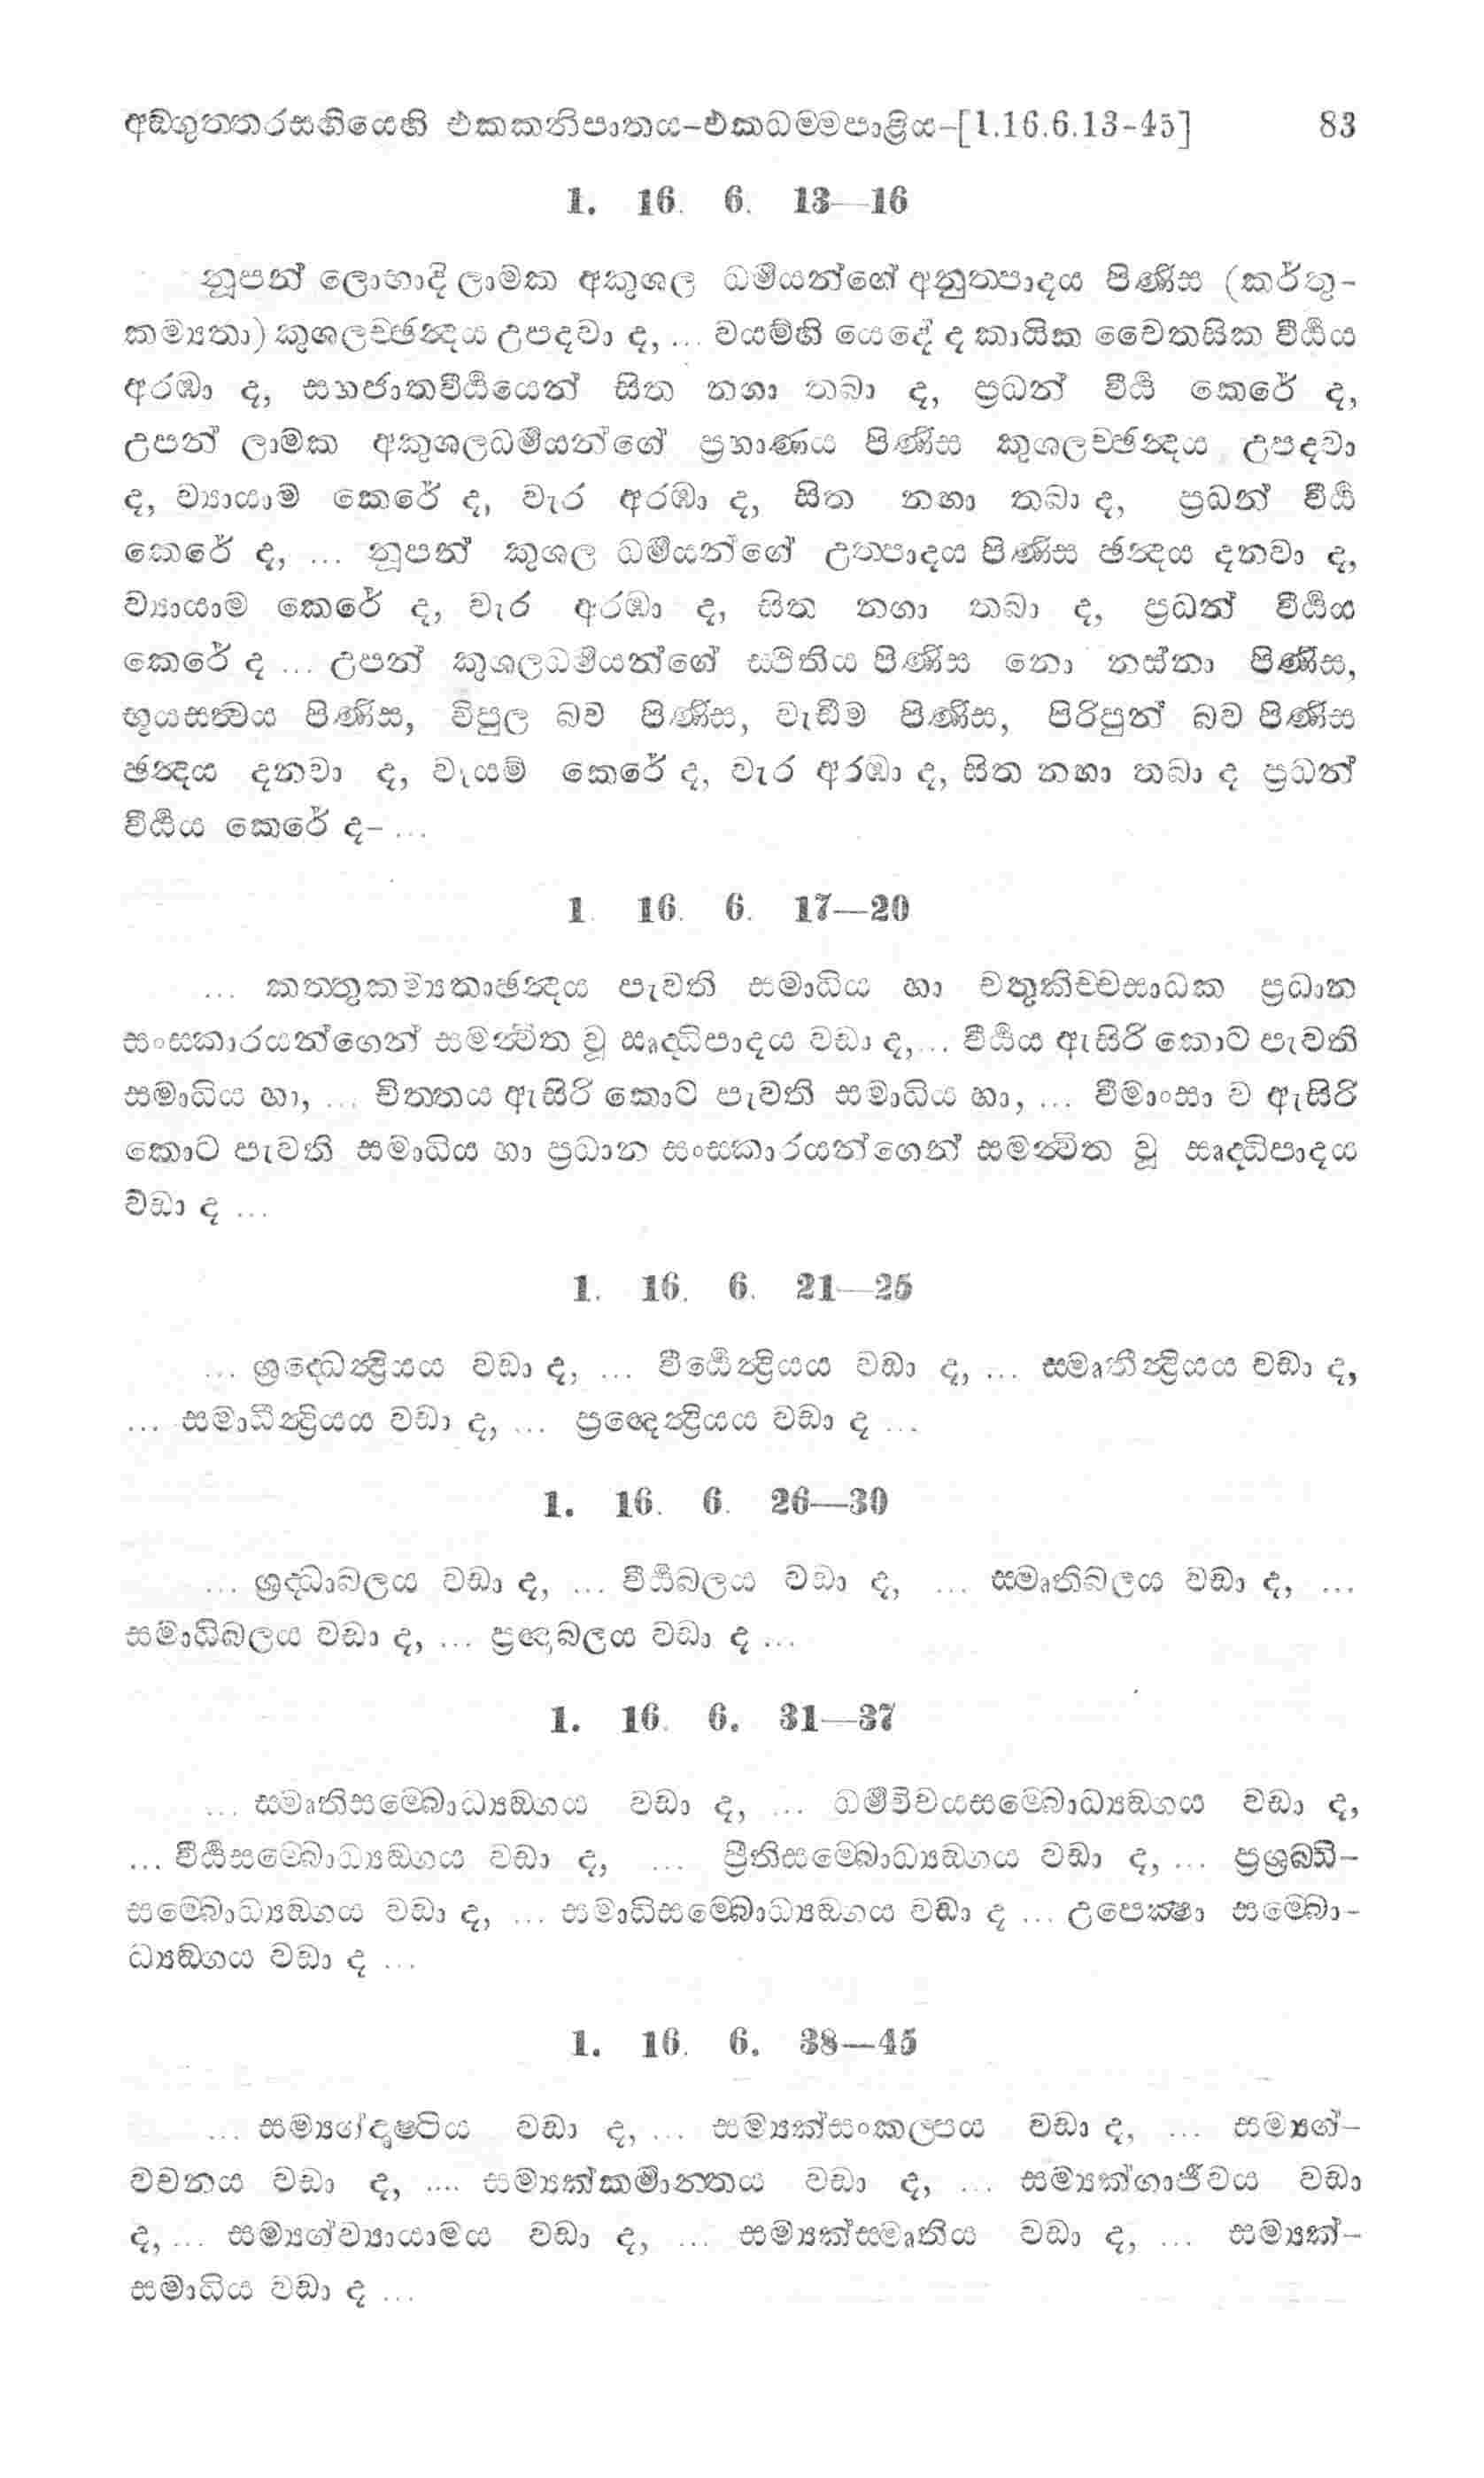 අඞ්ගුත්තරසඟියෙහි එකකනිපාතය-එකධම්මපාළිය-[1.16.6.13-45] 83
1. 16. 6. 13—16
නූපන් ලොභාදි ලාමක අකුශල ධර්මයන්ගේ අනුත්පාදය පිණිස (කර්තු-
කම්‍යතා) කුශලච්ඡන්දය උපදවා ද, ... වයම්හි යෙදේ ද කායික චෛතසික වීර්‍ය්‍යය
අරඹා ද, සහජාතවීර්‍ය්‍යයෙන් සිත නගා තබා ද, ප්‍රධන් වීර්‍ය්‍ය කෙරේ ද,
උපන් ලාමක අකුශලධර්මයන්ගේ ප්‍රහාණය පිණිස කුශලච්ඡන්දය උපදවා
ද, ව්‍යායාම කෙරේ ද, වැර අරඹා ද, සිත නඟා තබා ද, ප්‍රධන් වීර්‍ය්‍ය
කෙරේ ද, ... නූපන් කුශල ධර්මයන්ගේ උත්පාදය පිණිස ඡන්දය දනවා ද,
ව්‍යායාම කෙරේ ද, වැර අරඹා ද, සිත නගා තබා ද, ප්‍රධන් වීර්‍ය්‍යය
කෙරේ ද ... උපන් කුශලධර්මයන්ගේ ස්ථිතිය පිණිස නො නස්නා පිණිස,
භූයසත්‍වය පිණිස, විපුල බව පිණිස, වැඩීම පිණිස, පිරිපුන් බව පිණිස
ඡන්දය දනවා ද, වැයම් කෙරේ ද, වැර අරඹා ද, සිත නඟා තබා ද ප්‍රධන්
වීර්‍ය්‍යය කෙරේ ද- ...
1 16. 6. 17—20
... කත්තුකම්‍යතාඡන්දය පැවති සමාධිය හා චතුකිච්චසාධක ප්‍රධාන
සංස්කාරයන්ගෙන් සමන්විත වූ ඍද්ධිපාදය වඩා ද, ... වීර්‍ය්‍යය ඇසිරි කොට පැවති
සමාධිය හා, ... චිත්තය ඇසිරි කොට පැවති සමාධිය හා, ... වීමාංසා ව ඇසිරි
කොට පැවති සමාධිය හා ප්‍රධාන සංස්කාරයන්ගෙන් සමන්විත වූ ඍද්ධිපාදය
වඩා ද ...
1. 16. 6. 21—25
... ශ්‍රද්ධෙන්ද්‍රියය වඩා ද, ... වීර්‍ය්‍යෙන්ද්‍රියය වඩා ද, ... ස්මෘතීන්ද්‍රියය වඩා ද,
... සමාධීන්ද්‍රියය වඩා ද, ... ප්‍රඥෙන්ද්‍රියය වඩා ද ...
1. 16. 6. 26—30
... ශ්‍රද්ධාබලය වඩා ද, ... වීර්‍ය්‍යබලය වඩා ද, ... ස්මෘතිබලය වඩා ද, ...
සමාධිබලය වඩා ද, ... ප්‍රඥාබලය වඩා ද ...
1. 16. 6. 31—37
... ස්මෘතිසම්බොධ්‍යඞ්ගය වඩා ද, ... ධර්මවිචයසම්බොධ්‍යඞ්ගය වඩා ද,
... වීර්‍ය්‍යසම්බොධ්‍යඞ්ගය වඩා ද, ... ප්‍රීතිසම්බොධ්‍යඞ්ගය වඩා ද, ... ප්‍රශ්‍රබ්ධි-
සම්බොධ්‍යඞ්ගය වඩා ද, ... සමාධිසම්බොධ්‍යඞ්ගය වඩා ද ... උපෙක්ෂා සම්බො-
ධ්‍යඞ්ගය වඩා ද ...
1. 16. 6. 38—45
... සම්‍යග්දෘෂ්ටිය වඩා ද, ... සම්‍යක්සංකල්පය වඩා ද, ... සම්‍යග්-
වචනය වඩා ද, .... සම්‍යක්කර්මාන්තය වඩා ද, ... සම්‍යක්ගාජීවය වඩා
ද, ... සම්‍යග්ව්‍යායාමය වඩා ද, ... සම්‍යක්ස්මෘතිය වඩා ද, ... සම්‍යක්-
සමාධිය වඩා ද ...